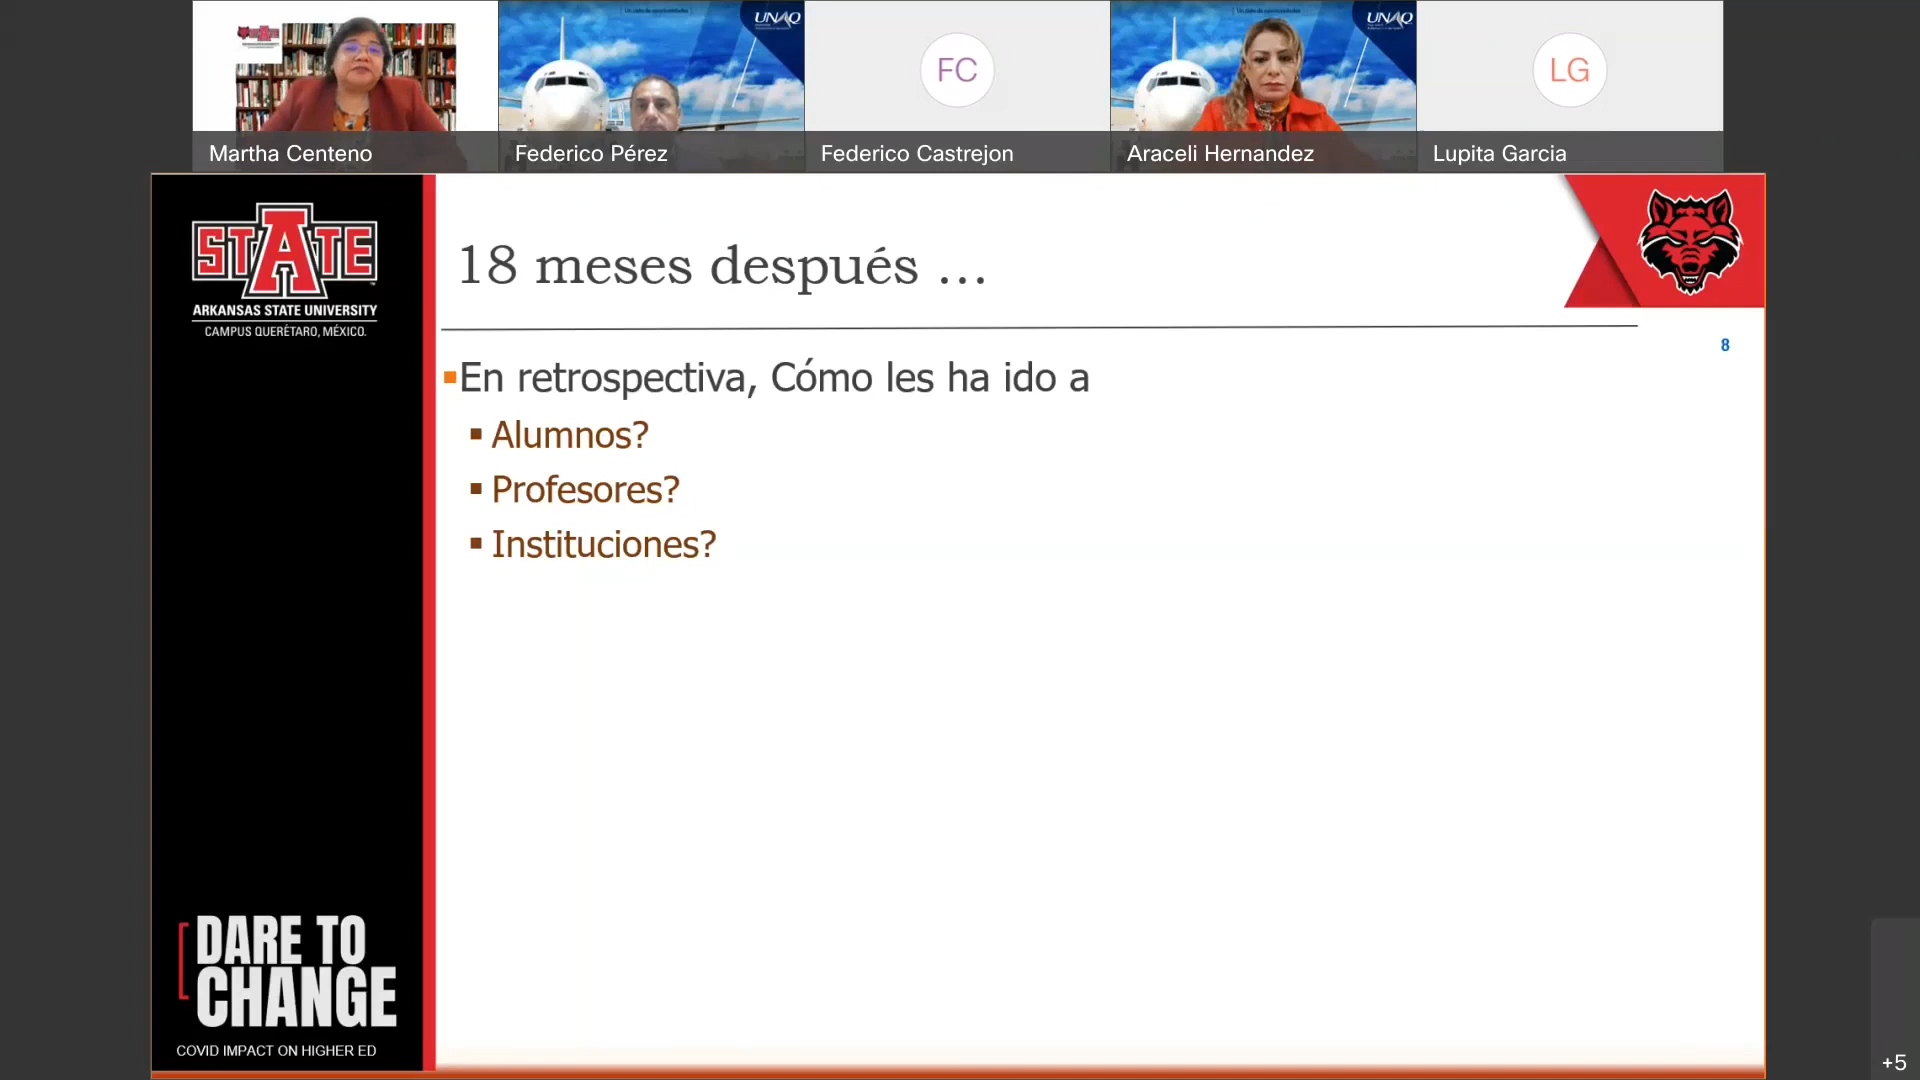 UNAQ
UNAQ
FC
LG
Martha Centeno
Federico Pérez
Federico Castrejon
Araceli Hernandez
Lupita Garcia
STATE
ARKANSAS STATE UNIVERSITY
CAMPUS QUERÉTARO, MÉXICO.
18 meses después ...
8
En retrospectiva, Cómo les ha ido a
Alumnos?
Profesores?
Instituciones?
DARE TO
CHANGE
COVID IMPACT ON HIGHER ED
+5